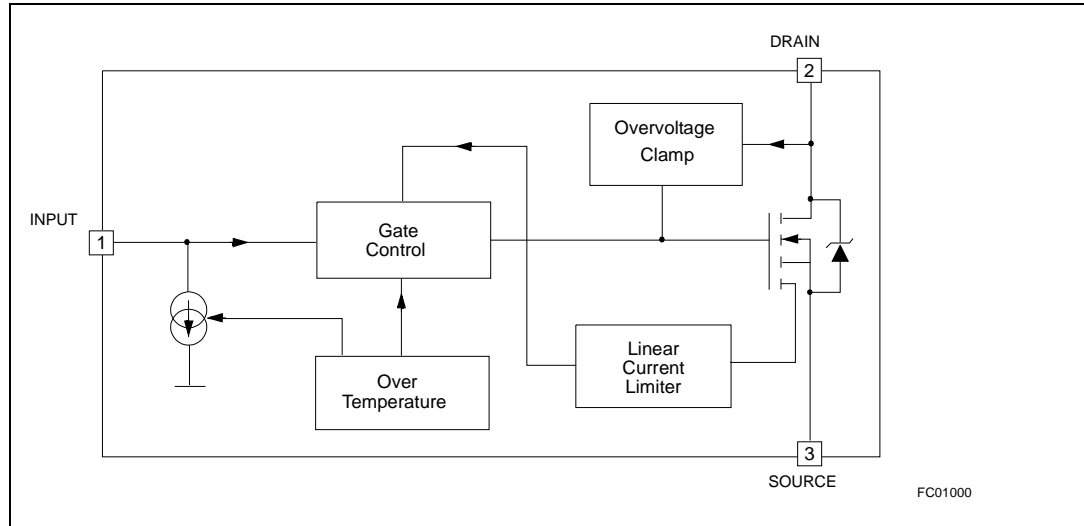 DRAIN
2
Overvoltage
Clamp
INPUT
1
Gate
Control
Linear
Current
Limiter
Over
Temperature
3
SOURCE
FC01000